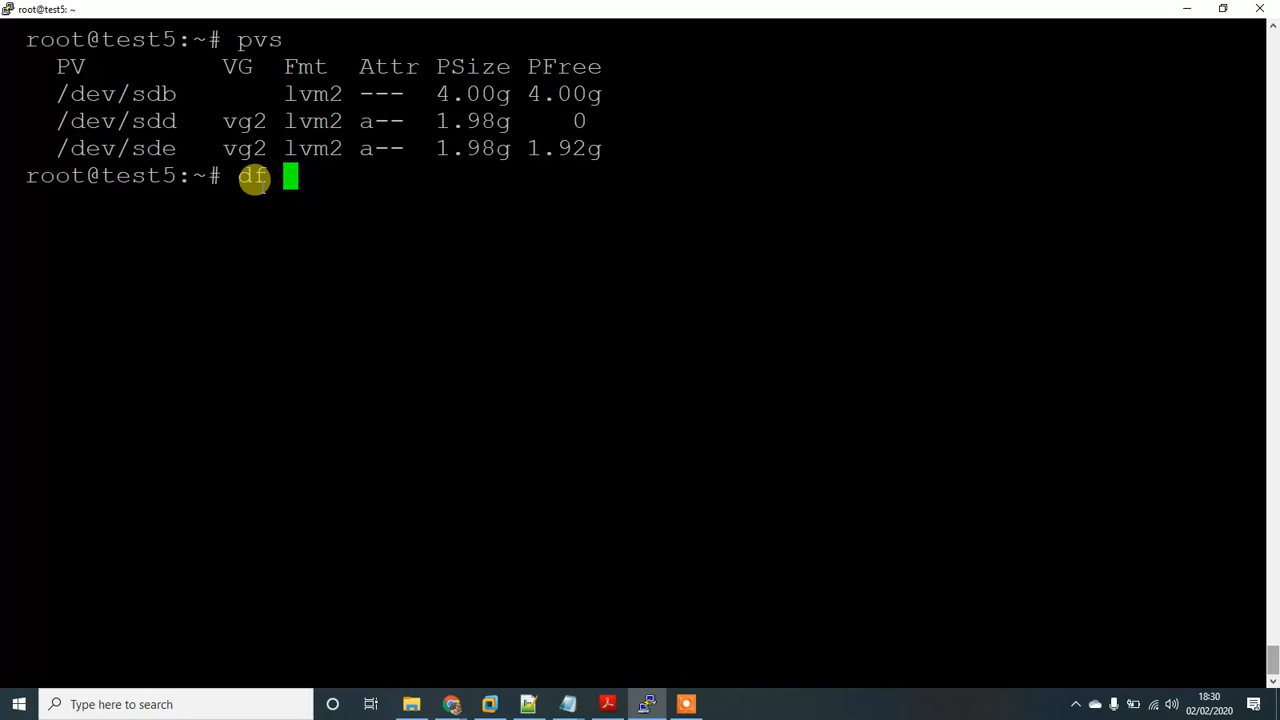 root@test5: ~
root@test5:~# pvs
PV VG Fmt Attr PSize PFree
/dev/sdb lvm2 --- 4.00g 4.00g
/dev/sdd vg2 lvm2 a-- 1.98g 0
/dev/sde vg2 lvm2 a-- 1.98g 1.92g
root@test5:~# df
Type here to search
18:30
02/02/2020